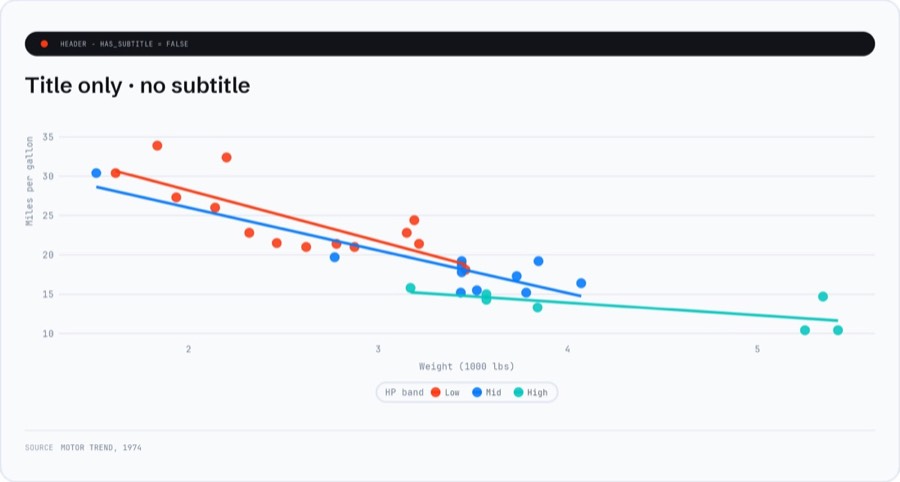 HEADER · HAS_SUBTITLE = FALSE
Title only · no subtitle
Miles per gallon
35
30
25
20
15
10
2 3 4 5
Weight (1000 lbs)
HP band Low Mid High
SOURCE MOTOR TREND, 1974